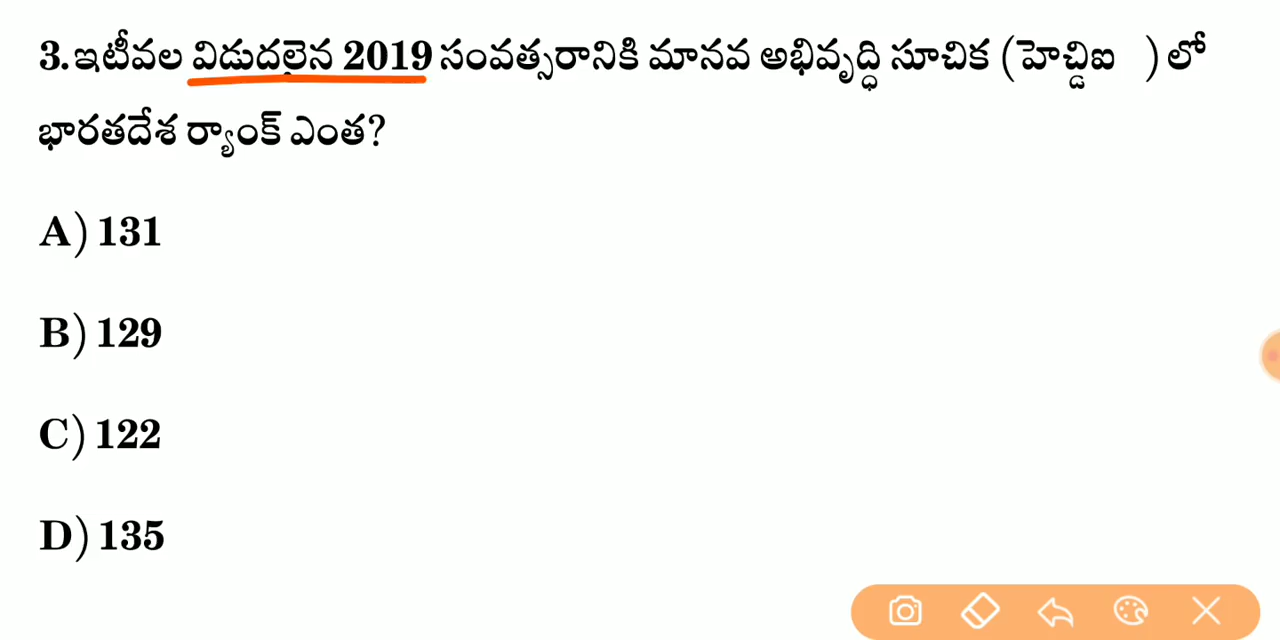 3.ఇటీవల విడుదలైన 2019 సంవత్సరానికి మానవ అభివృద్ధి సూచిక (హెచ్డిఐ ) లో
భారతదేశ ర్యాంక్ ఎంత?
A) 131
B) 129
C) 122
D) 135